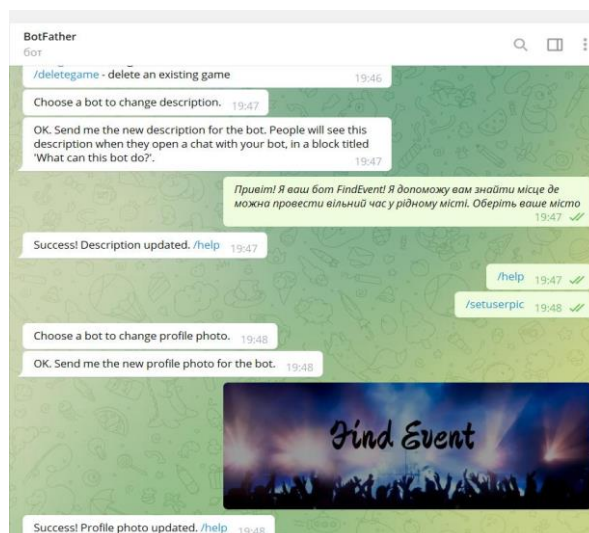 BotFather
бот
/deletegame - delete an existing game
19:46
Choose a bot to change description. 19:47
OK. Send me the new description for the bot. People will see this
description when they open a chat with your bot, in a block titled
'What can this bot do?'. 19:47
Привіт! Я ваш бот FindEvent! Я допоможу вам знайти місце де
можна провести вільний час у рідному місті. Оберіть ваше місто
19:47
Success! Description updated. /help 19:47
/help 19:47
/setuserpic 19:48
Choose a bot to change profile photo. 19:48
OK. Send me the new profile photo for the bot. 19:48
Find Event
Success! Profile photo updated. /help 19:48